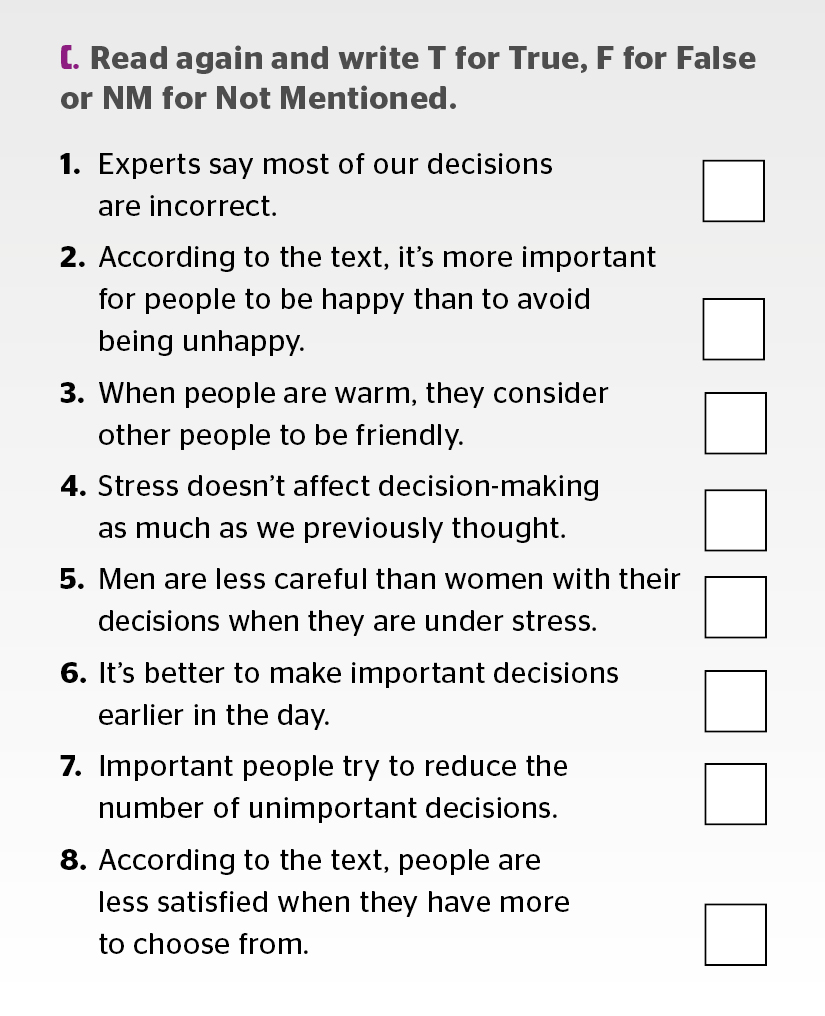 C. Read again and write T for True, F for False
or NM for Not Mentioned.
1. Experts say most of our decisions
are incorrect.
2. According to the text, it's more important
for people to be happy than to avoid
being unhappy.
3. When people are warm, they consider
other people to be friendly.
4. Stress doesn't affect decision-making
as much as we previously thought.
5. Men are less careful than women with their
decisions when they are under stress.
6. It's better to make important decisions
earlier in the day.
7. Important people try to reduce the
number of unimportant decisions.
8. According to the text, people are
less satisfied when they have more
to choose from.